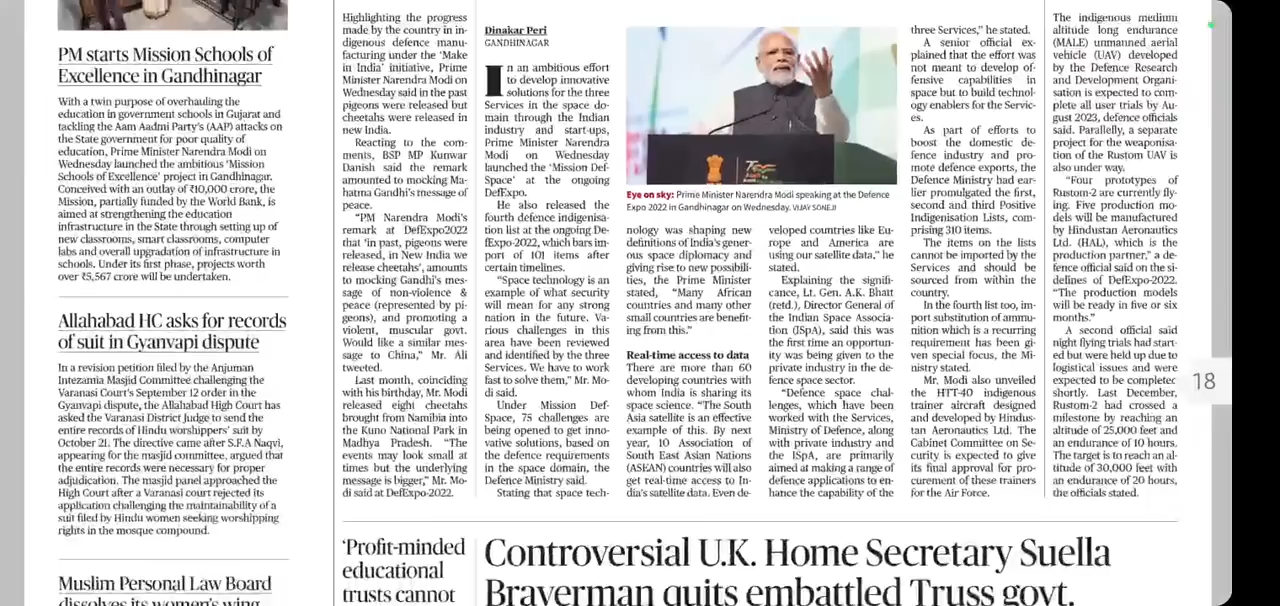 PM starts Mission Schools of
Excellence in Gandhinagar
With a twin purpose of overhauling the
education in government schools in Gujarat and
tackling the Aam Aadmi Party's (AAP) attacks on
the State government for poor quality of
education, Prime Minister Narendra Modi on
Wednesday launched the ambitious 'Mission
Schools of Excellence' project in Gandhinagar.
Conceived with an outlay of ₹10,000 crore, the
Mission, partially funded by the World Bank, is
aimed at strengthening the education
infrastructure in the State through setting up of
new classrooms, smart classrooms, computer
labs and overall upgradation of infrastructure in
schools. Under its first phase, projects worth
over ₹5,567 crore will be undertaken.
Allahabad HC asks for records
of suit in Gyanvapi dispute
In a revision petition filed by the Anjuman
Intezamia Masjid Committee challenging the
Varanasi Court's September 12 order in the
Gyanvapi dispute, the Allahabad High Court has
asked the Varanasi District Judge to send the
entire records of Hindu worshippers' suit by
October 21. The directive came after S.F.A Naqvi,
appearing for the masjid committee, argued that
the entire records were necessary for proper
adjudication. The masjid panel approached the
High Court after a Varanasi court rejected its
application challenging the maintainability of a
suit filed by Hindu women seeking worshipping
rights in the mosque compound.
Muslim Personal Law Board
dissolves its women's wing
Highlighting the progress
made by the country in in-
digenous defence manu-
facturing under the 'Make
in India' initiative, Prime
Minister Narendra Modi on
Wednesday said in the past
pigeons were released but
cheetahs were released in
new India.
Reacting to the com-
ments, BSP MP Kunwar
Danish said the remark
amounted to mocking Ma-
hatma Gandhi's message of
peace.
"PM Narendra Modi's
remark at DefExpo2022
that 'in past, pigeons were
released, in New India we
release cheetahs', amounts
to mocking Gandhi's mes-
sage of non-violence &
peace (represented by pi-
geons), and promoting a
violent, muscular govt.
Would like a similar mes-
sage to China," Mr. Ali
tweeted.
Last month, coinciding
with his birthday, Mr. Modi
released eight cheetahs
brought from Namibia into
the Kuno National Park in
Madhya Pradesh. "The
events may look small at
times but the underlying
message is bigger," Mr. Mo-
di said at DefExpo-2022.
'Profit-minded
educational
trusts cannot
Dinakar Peri
GANDHINAGAR
In an ambitious effort
to develop innovative
solutions for the three
Services in the space do-
main through the Indian
industry and start-ups,
Prime Minister Narendra
Modi on Wednesday
launched the 'Mission Def-
Space' at the ongoing
DefExpo.
He also released the
fourth defence indigenisa-
tion list at the ongoing De-
fExpo-2022, which bars im-
port of 101 items after
certain timelines.
"Space technology is an
example of what security
will mean for any strong
nation in the future. Va-
rious challenges in this
area have been reviewed
and identified by the three
Services. We have to work
fast to solve them," Mr. Mo-
di said.
Under Mission Def-
Space, 75 challenges are
being opened to get inno-
vative solutions, based on
the defence requirements
in the space domain, the
Defence Ministry said.
Stating that space tech-
Eye on sky: Prime Minister Narendra Modi speaking at the Defence
Expo 2022 in Gandhinagar on Wednesday. VIJAY SONEJI
nology was shaping new
definitions of India's gener-
ous space diplomacy and
giving rise to new possibili-
ties, the Prime Minister
stated, "Many African
countries and many other
small countries are benefit-
ing from this."
Real-time access to data
There are more than 60
developing countries with
whom India is sharing its
space science. "The South
Asia satellite is an effective
example of this. By next
year, 10 Association of
South East Asian Nations
(ASEAN) countries will also
get real-time access to In-
dia's satellite data. Even de-
veloped countries like Eu-
rope and America are
using our satellite data," he
stated.
Explaining the signifi-
cance, Lt. Gen. A.K. Bhatt
(retd.), Director General of
the Indian Space Associa-
tion (ISpA), said this was
the first time an opportun-
ity was being given to the
private industry in the de-
fence space sector.
"Defence space chal-
lenges, which have been
worked with the Services,
Ministry of Defence, along
with private industry and
the ISpA, are primarily
aimed at making a range of
defence applications to en-
hance the capability of the
three Services," he stated.
A senior official ex-
plained that the effort was
not meant to develop of-
fensive capabilities in
space but to build technol-
ogy enablers for the Servic-
es.
As part of efforts to
boost the domestic de-
fence industry and pro-
mote defence exports, the
Defence Ministry had ear-
lier promulgated the first,
second and third Positive
Indigenisation Lists, com-
prising 310 items.
The items on the lists
cannot be imported by the
Services and should be
sourced from within the
country.
In the fourth list too, im-
port substitution of ammu-
nition which is a recurring
requirement has been gi-
ven special focus, the Mi-
nistry stated.
Mr. Modi also unveiled
the HTT-40 indigenous
trainer aircraft designed
and developed by Hindus-
tan Aeronautics Ltd. The
Cabinet Committee on Se-
curity is expected to give
its final approval for pro-
curement of these trainers
for the Air Force.
The indigenous medium
altitude long endurance
(MALE) unmanned aerial
vehicle (UAV) developed
by the Defence Research
and Development Organi-
sation is expected to com-
plete all user trials by Au-
gust 2023, defence officials
said. Parallelly, a separate
project for the weaponisa-
tion of the Rustom UAV is
also under way.
"Four prototypes of
Rustom-2 are currently fly-
ing. Five production mo-
dels will be manufactured
by Hindustan Aeronautics
Ltd. (HAL), which is the
production partner," a de-
fence official said on the si-
delines of DefExpo-2022.
"The production models
will be ready in five or six
months."
A second official said
night flying trials had start-
ed but were held up due to
logistical issues and were
expected to be completed
shortly. Last December,
Rustom-2 had crossed a
milestone by reaching an
altitude of 25,000 feet and
an endurance of 10 hours.
The target is to reach an al-
titude of 30,000 feet with
an endurance of 20 hours,
the officials stated.
Controversial U.K. Home Secretary Suella
Braverman quits embattled Truss govt.
18